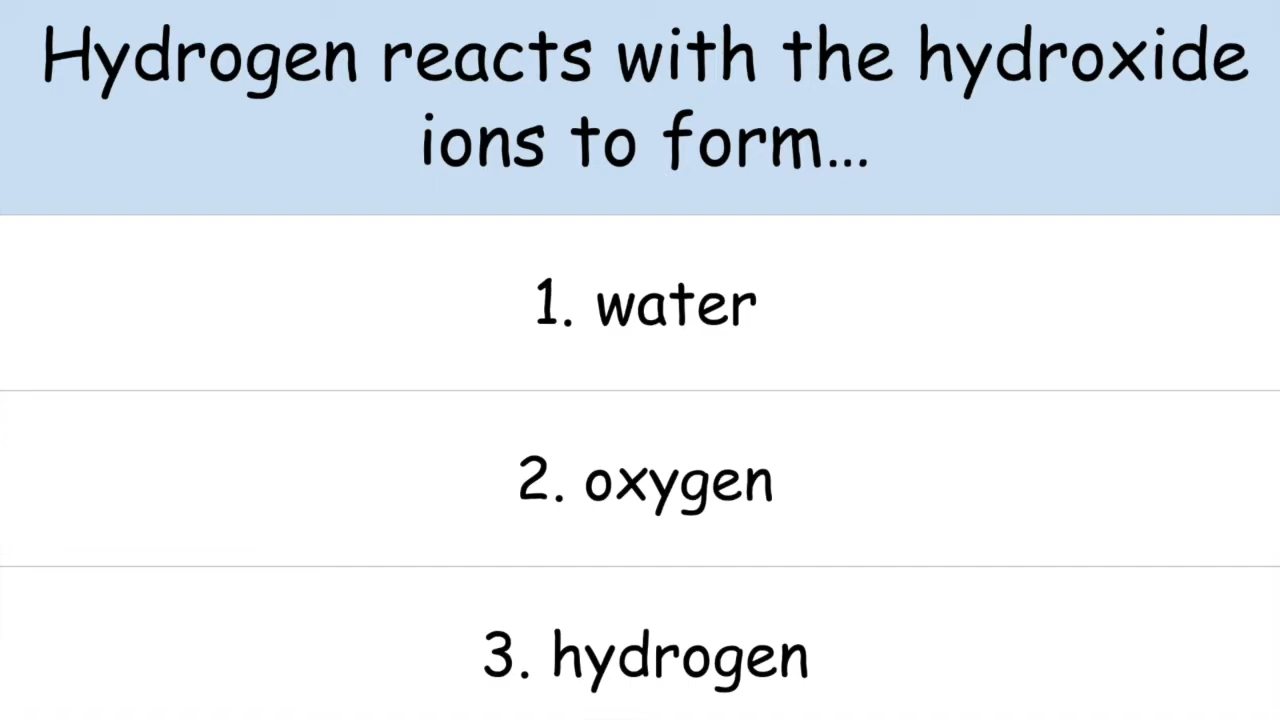 Hydrogen reacts with the hydroxide
ions to form...
1. water
2. oxygen
3. hydrogen